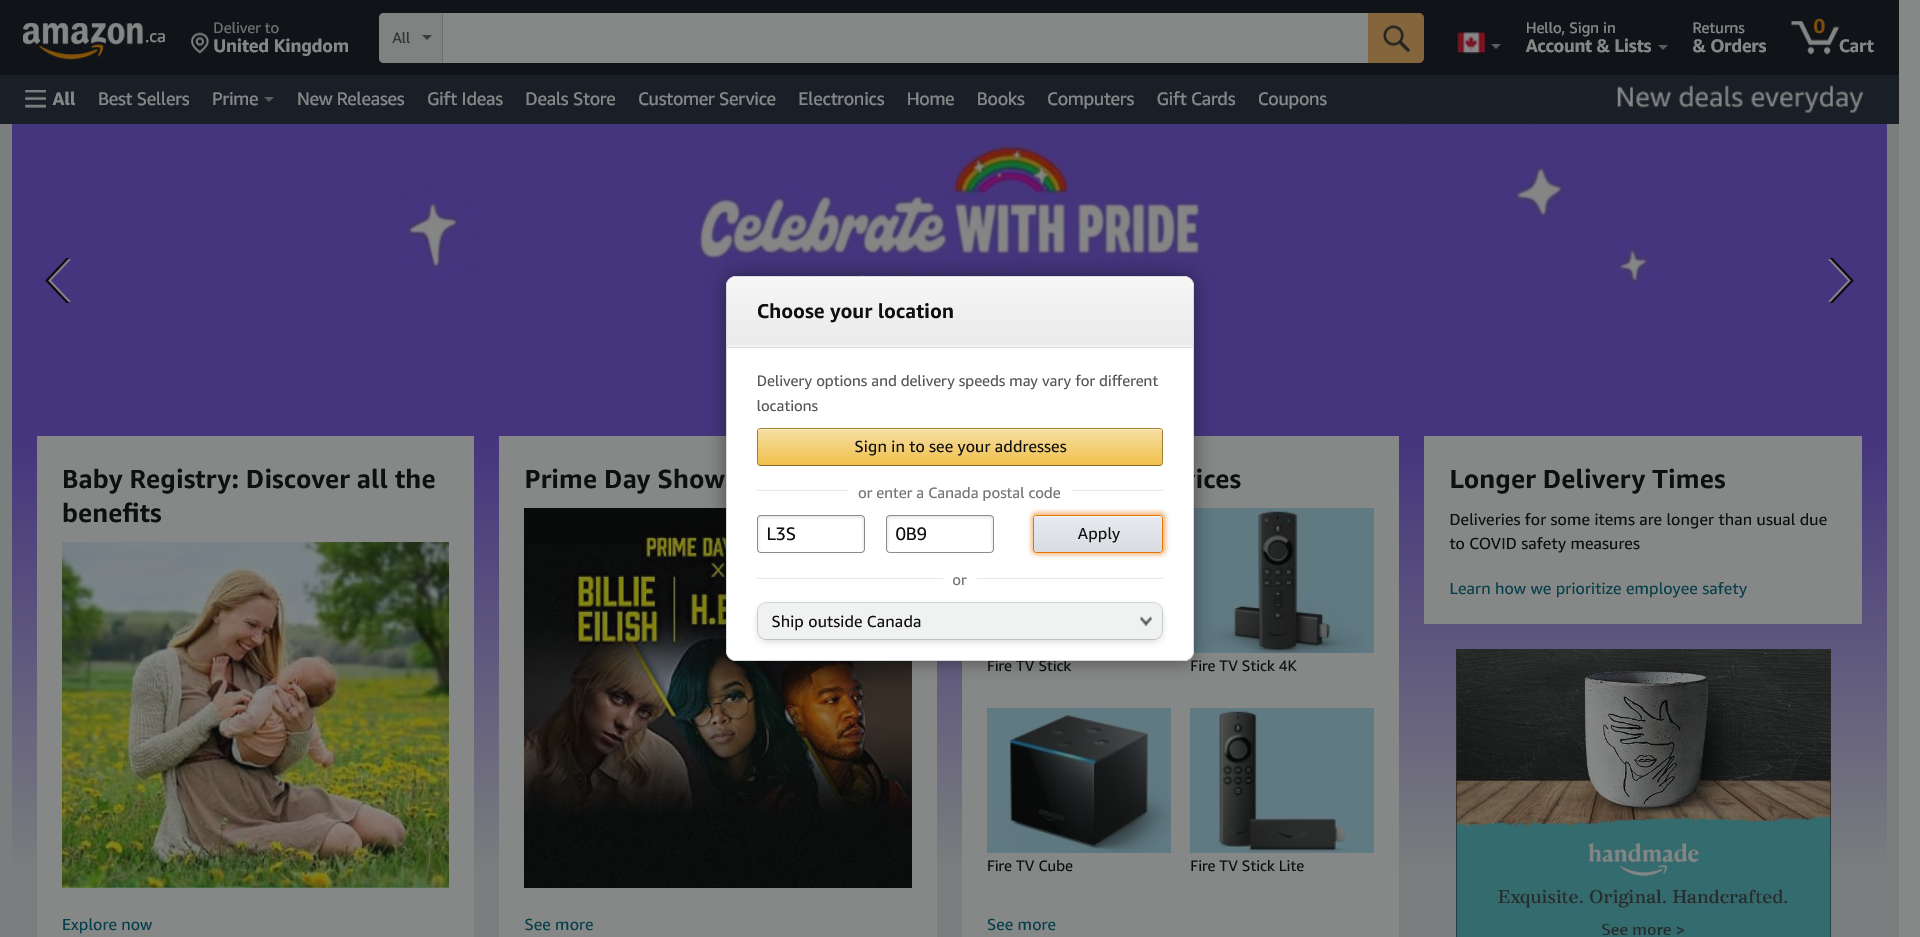 amazon.ca
Deliver to
United Kingdom
All
Hello, Sign in
Account & Lists
Returns
& Orders
0
Cart
All
Best Sellers
Prime
New Releases
Gift Ideas
Deals Store
Customer Service
Electronics
Home
Books
Computers
Gift Cards
Coupons
New deals everyday
Celebrate WITH PRIDE
Choose your location
Delivery options and delivery speeds may vary for different
locations
Sign in to see your addresses
or enter a Canada postal code
L3S
0B9
Apply
or
Ship outside Canada
Baby Registry: Discover all the
benefits
Explore now
Prime Day Show
PRIME DAY
X
BILLIE
EILISH
H.E
See more
ices
Fire TV Stick
Fire TV Stick 4K
Fire TV Cube
Fire TV Stick Lite
See more
Longer Delivery Times
Deliveries for some items are longer than usual due
to COVID safety measures
Learn how we prioritize employee safety
handmade
Exquisite. Original. Handcrafted.
See more >